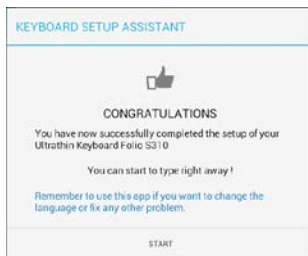 KEYBOARD SETUP ASSISTANT
CONGRATULATIONS
You have now successfully completed the setup of your
Ultrathin Keyboard Folio S310
You can start to type right away !
Remember to use this app if you want to change the
language or fix any other problem.
START